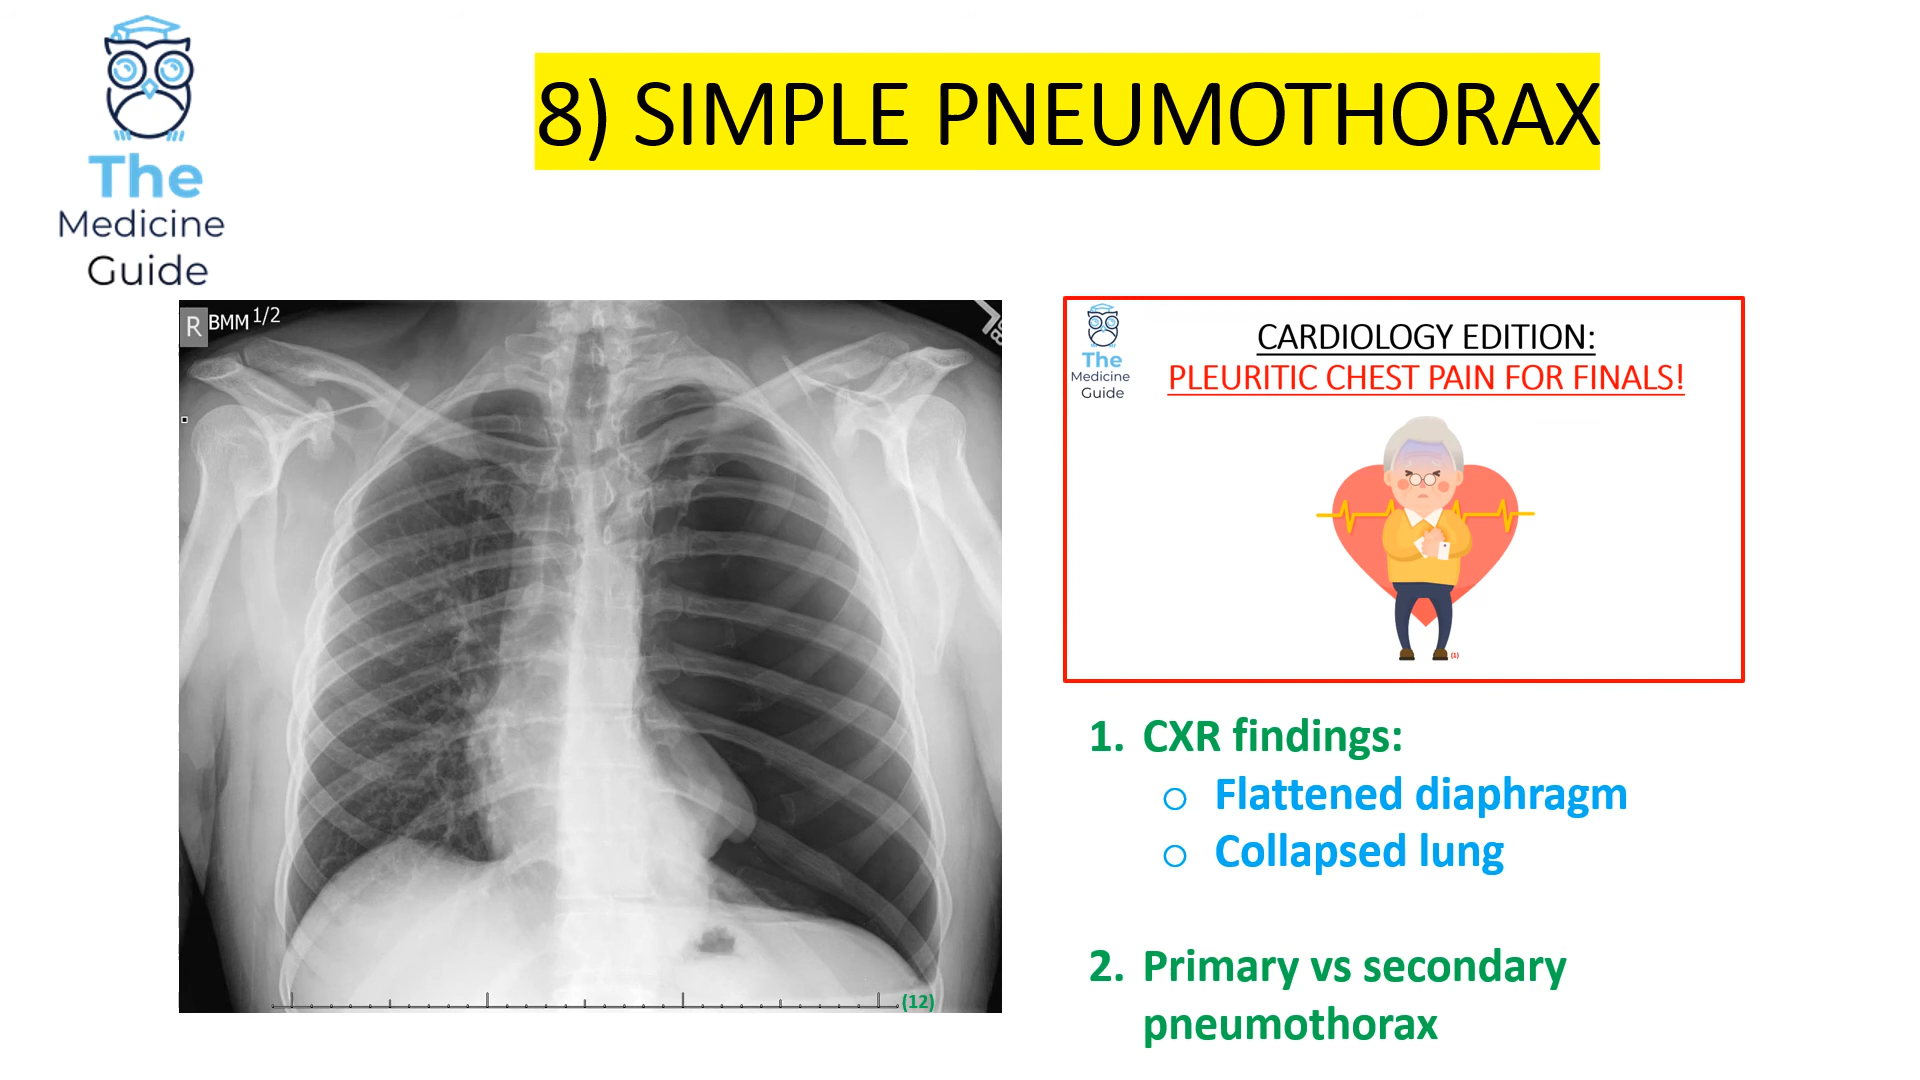 The
Medicine
Guide
8) SIMPLE PNEUMOTHORAX
R BMM 1/2
(12)
The
Medicine
Guide
CARDIOLOGY EDITION:
PLEURITIC CHEST PAIN FOR FINALS!
(1)
1. CXR findings:
o Flattened diaphragm
o Collapsed lung
2. Primary vs secondary
pneumothorax